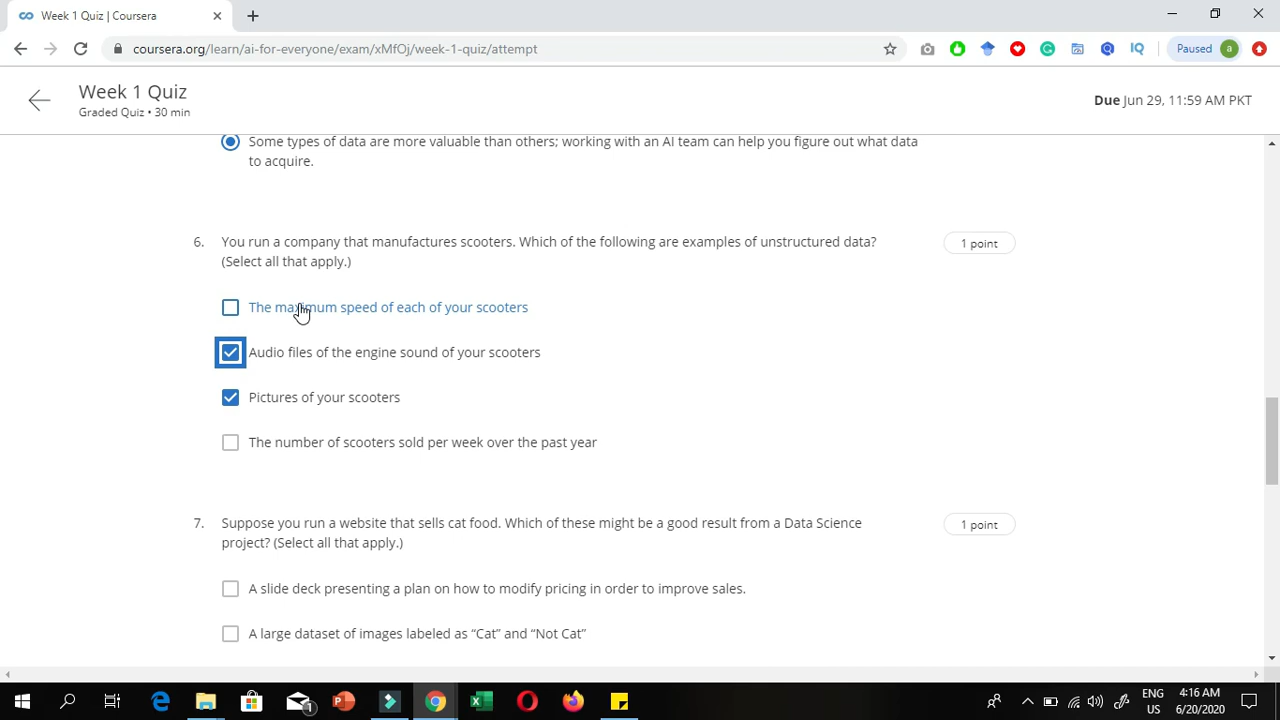 Week 1 Quiz | Coursera
coursera.org/learn/ai-for-everyone/exam/xMfOj/week-1-quiz/attempt
IQ
Paused a
Week 1 Quiz
Graded Quiz • 30 min
Due Jun 29, 11:59 AM PKT
Some types of data are more valuable than others; working with an AI team can help you figure out what data
to acquire.
6. You run a company that manufactures scooters. Which of the following are examples of unstructured data?
(Select all that apply.)
1 point
The maximum speed of each of your scooters
Audio files of the engine sound of your scooters
Pictures of your scooters
The number of scooters sold per week over the past year
7. Suppose you run a website that sells cat food. Which of these might be a good result from a Data Science
project? (Select all that apply.)
1 point
A slide deck presenting a plan on how to modify pricing in order to improve sales.
A large dataset of images labeled as “Cat” and “Not Cat”
1
ENG
US
4:16 AM
6/20/2020